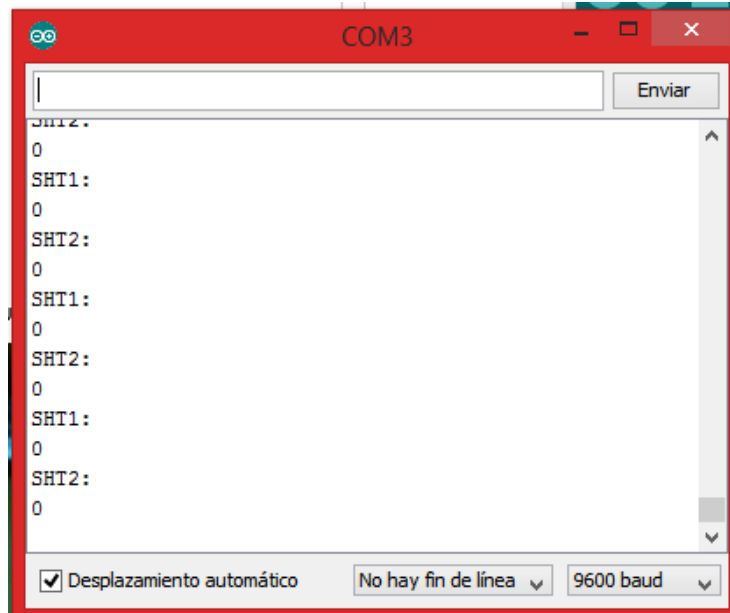 COM3
Enviar
SHT2:
0
SHT1:
0
SHT2:
0
SHT1:
0
SHT2:
0
SHT1:
0
SHT2:
0
Desplazamiento automático
No hay fin de línea
9600 baud